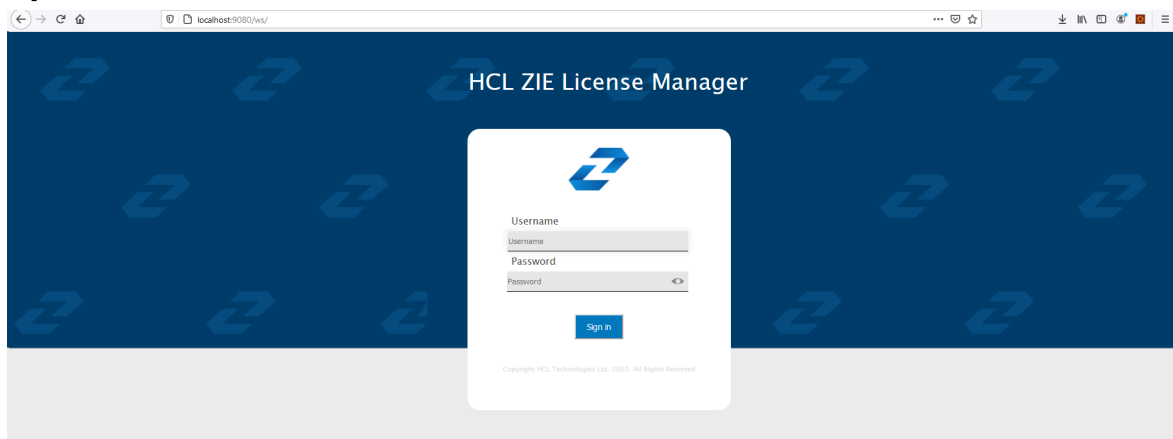 localhost:9080/ws/
HCL ZIE License Manager
Username
Username
Password
Password
Sign in
Copyright HCL Technologies Ltd. 2020. All Rights Reserved.